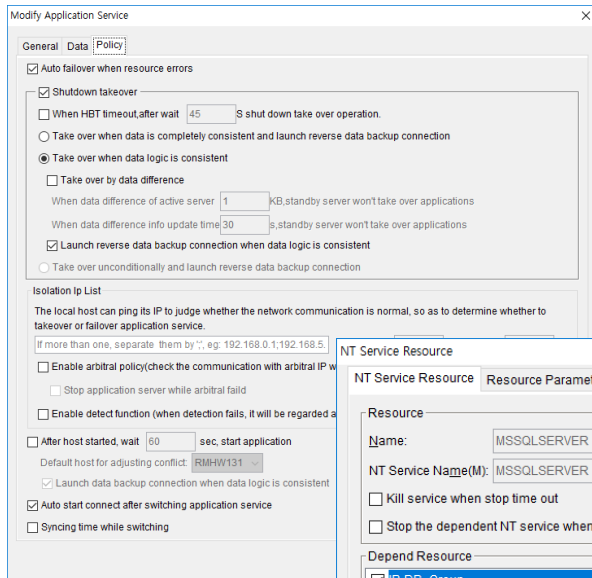 Modify Application Service
General Data Policy
Auto failover when resource errors
Shutdown takeover
When HBT timeout,after wait 45 S shut down take over operation.
Take over when data is completely consistent and launch reverse data backup connection
Take over when data logic is consistent
Take over by data difference
When data difference of active server 1 KB,standby server won't take over applications
When data difference info update time 30 s,standby server won't take over applications
Launch reverse data backup connection when data logic is consistent
Take over unconditionally and launch reverse data backup connection
Isolation Ip List
The local host can ping its IP to judge whether the network communication is normal, so as to determine whether to
takeover or failover application service.
If more than one, separate them by ';', eg: 192.168.0.1;192.168.5.
Enable arbitral policy(check the communication with arbitral IP w
Stop application server while arbitral faild
Enable detect function (when detection fails, it will be regarded a
After host started, wait 60 sec, start application
Default host for adjusting conflict: RMHW131
Launch data backup connection when data logic is consistent
Auto start connect after switching application service
Syncing time while switching
NT Service Resource
NT Service Resource Resource Paramet
Resource
Name: MSSQLSERVER
NT Service Name(M): MSSQLSERVER
Kill service when stop time out
Stop the dependent NT service when
Depend Resource